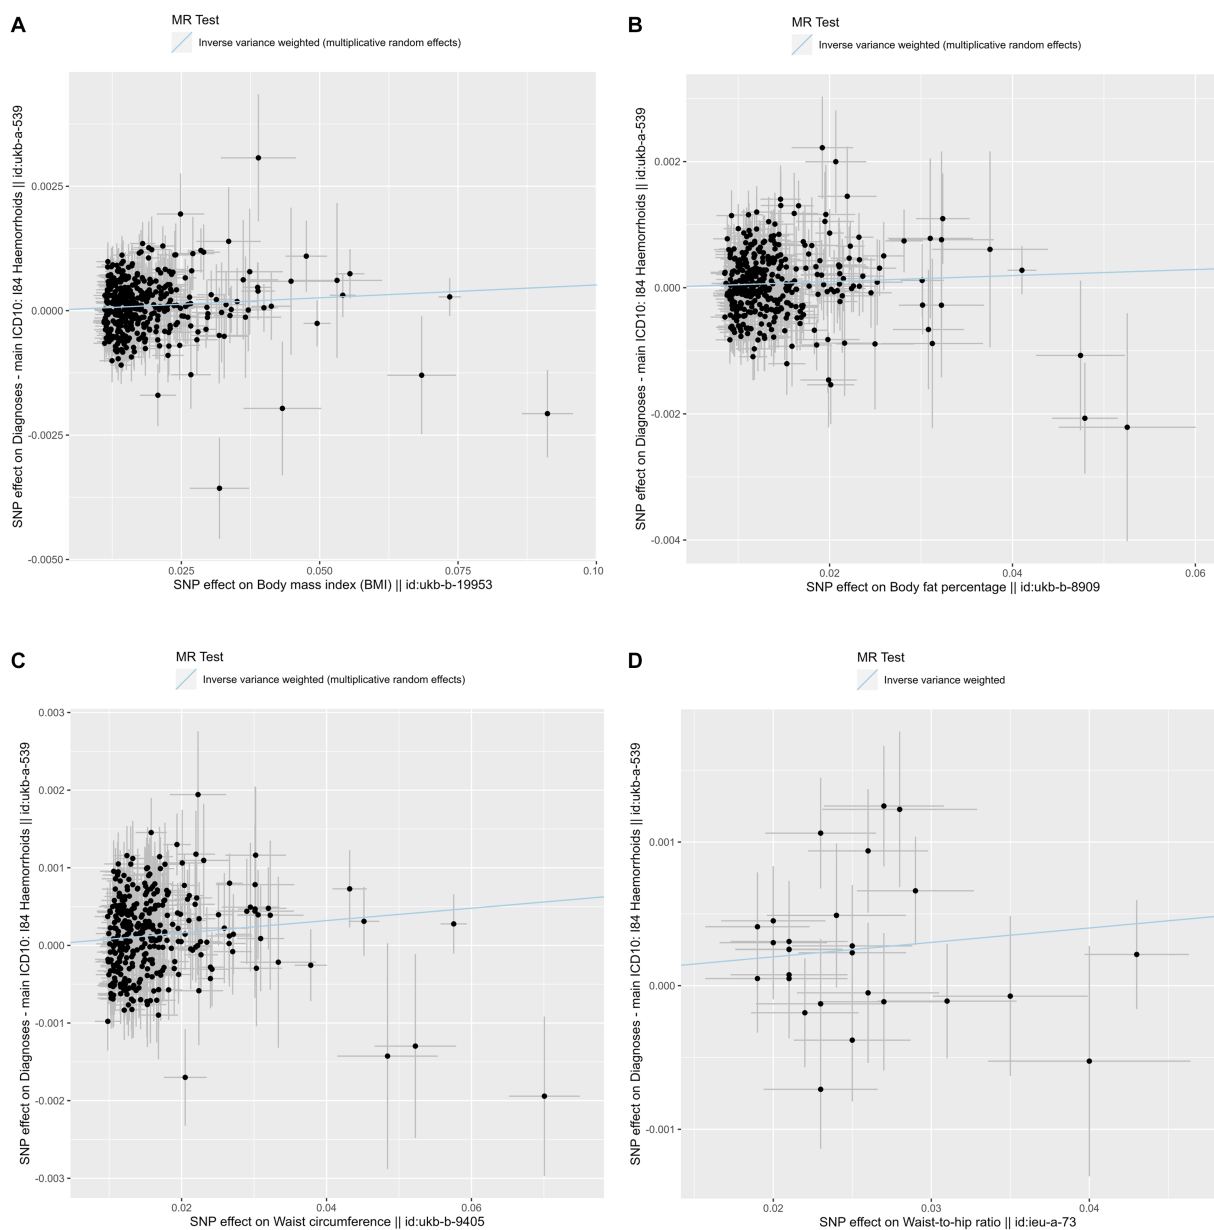 A
MR Test
Inverse variance weighted (multiplicative random effects)
SNP effect on Diagnoses - main ICD10: I84 Haemorrhoids || id:ukb-a-539
0.0025
0.0000
-0.0025
-0.0050
0.025
0.050
0.075
0.10
SNP effect on Body mass index (BMI) || id:ukb-b-19953
B
MR Test
Inverse variance weighted (multiplicative random effects)
SNP effect on Diagnoses - main ICD10: I84 Haemorrhoids || id:ukb-a-539
0.002
0.000
-0.002
-0.004
0.02
0.04
0.06
SNP effect on Body fat percentage || id:ukb-b-8909
C
MR Test
Inverse variance weighted (multiplicative random effects)
SNP effect on Diagnoses - main ICD10: I84 Haemorrhoids || id:ukb-a-539
0.003
0.002
0.001
0.000
-0.001
-0.002
-0.003
0.02
0.04
0.06
SNP effect on Waist circumference || id:ukb-b-9405
D
MR Test
Inverse variance weighted
SNP effect on Diagnoses - main ICD10: I84 Haemorrhoids || id:ukb-a-539
0.001
0.000
-0.001
0.02
0.03
0.04
SNP effect on Waist-to-hip ratio || id:ieu-a-73